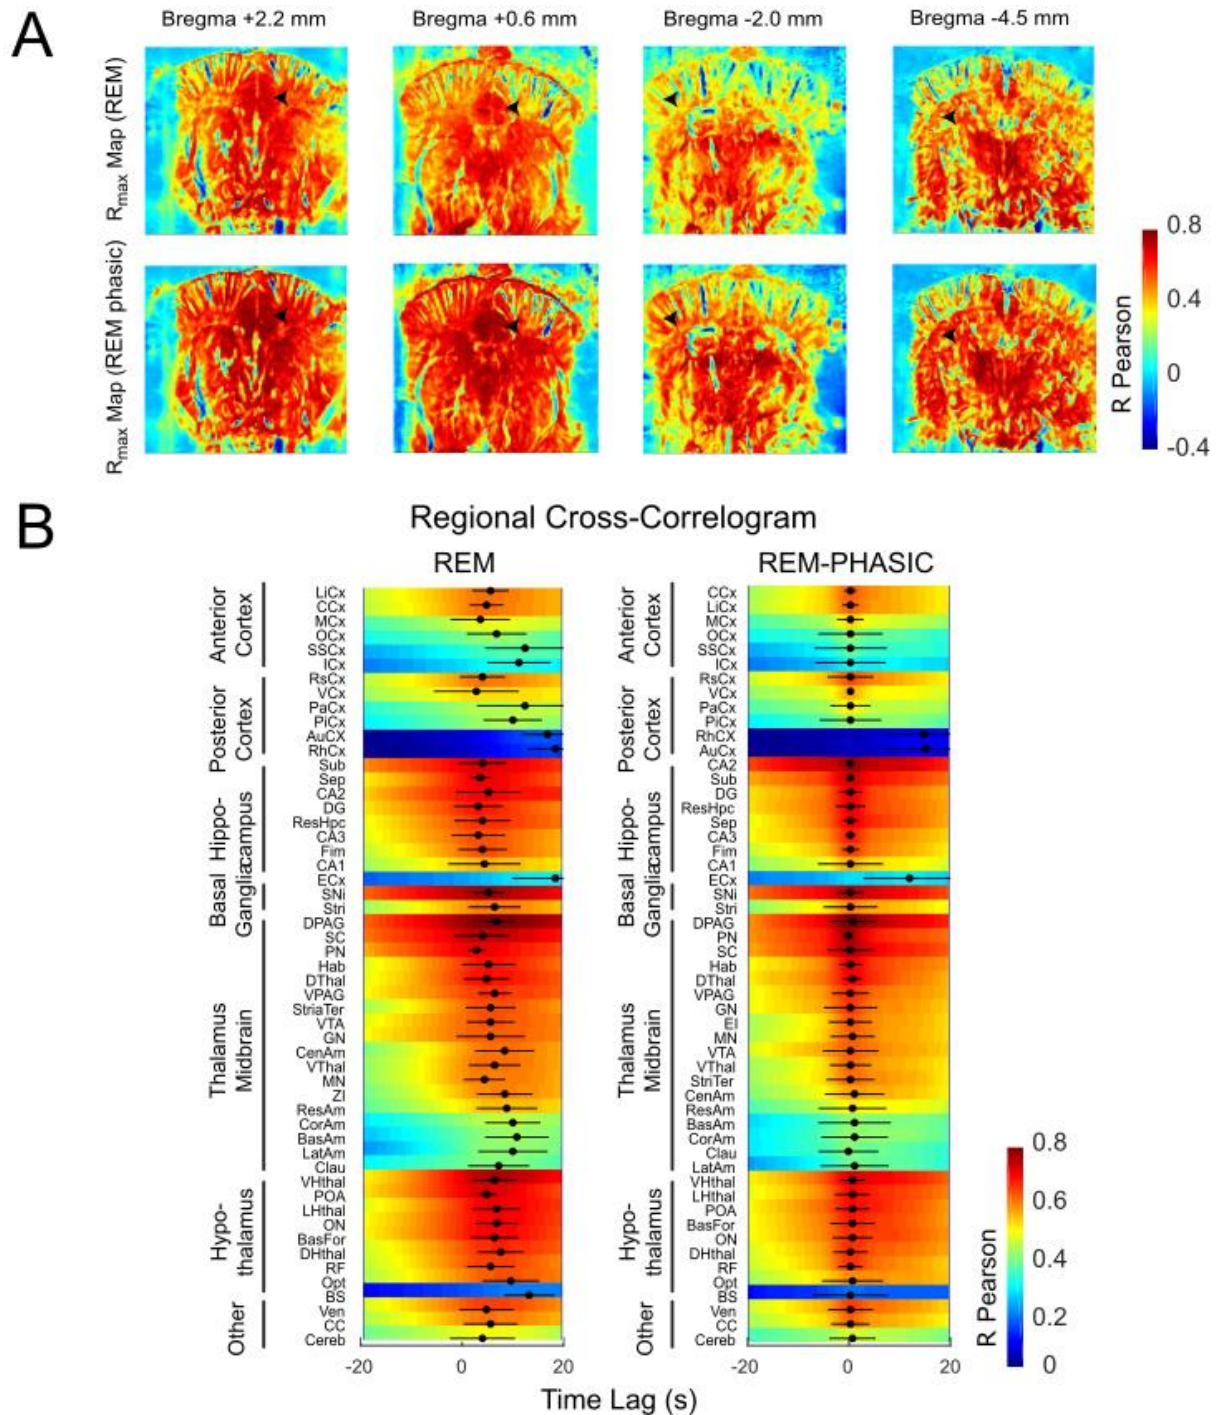 A
Bregma +2.2 mm
Bregma +0.6 mm
Bregma -2.0 mm
Bregma -4.5 mm
Rmax Map (REM)
Rmax Map (REM phasic)
0.8
0.4
0
-0.4
R Pearson
B
Regional Cross-Correlogram
REM
Anterior
Cortex
LiCx
CCx
MCx
OCx
SSCx
ICx
Posterior
Cortex
RsCx
VCx
PaCx
PiCx
AuCX
RhCx
Hippo-
campus
Sub
Sep
CA2
DG
ResHpc
CA3
Fim
CA1
ECx
Basal
Ganglia
SNi
Stri
Thalamus
Midbrain
DPAG
SC
PN
Hab
DThal
VPAG
StriaTer
VTA
GN
CenAm
VThal
MN
ZI
ResAm
CorAm
BasAm
LatAm
Clau
Hypo-
thalamus
VHthal
POA
LHthal
ON
BasFor
DHthal
RF
Opt
BS
Other
Ven
CC
Cereb
-20
0
20
REM-PHASIC
Anterior
Cortex
CCx
LiCx
MCx
OCx
SSCx
ICx
Posterior
Cortex
RsCx
VCx
PaCx
PiCx
RhCX
AuCx
Hippo-
campus
CA2
Sub
DG
ResHpc
Sep
CA3
Fim
CA1
ECx
Basal
Ganglia
SNi
Stri
Thalamus
Midbrain
DPAG
PN
SC
Hab
DThal
VPAG
GN
EI
MN
VTA
VThal
StriTer
CenAm
ResAm
BasAm
CorAm
Clau
LatAm
Hypo-
thalamus
VHthal
LHthal
POA
BasFor
ON
DHthal
RF
Opt
BS
Other
Ven
CC
Cereb
-20
0
20
Time Lag (s)
0.8
0.6
0.4
0.2
0
R Pearson